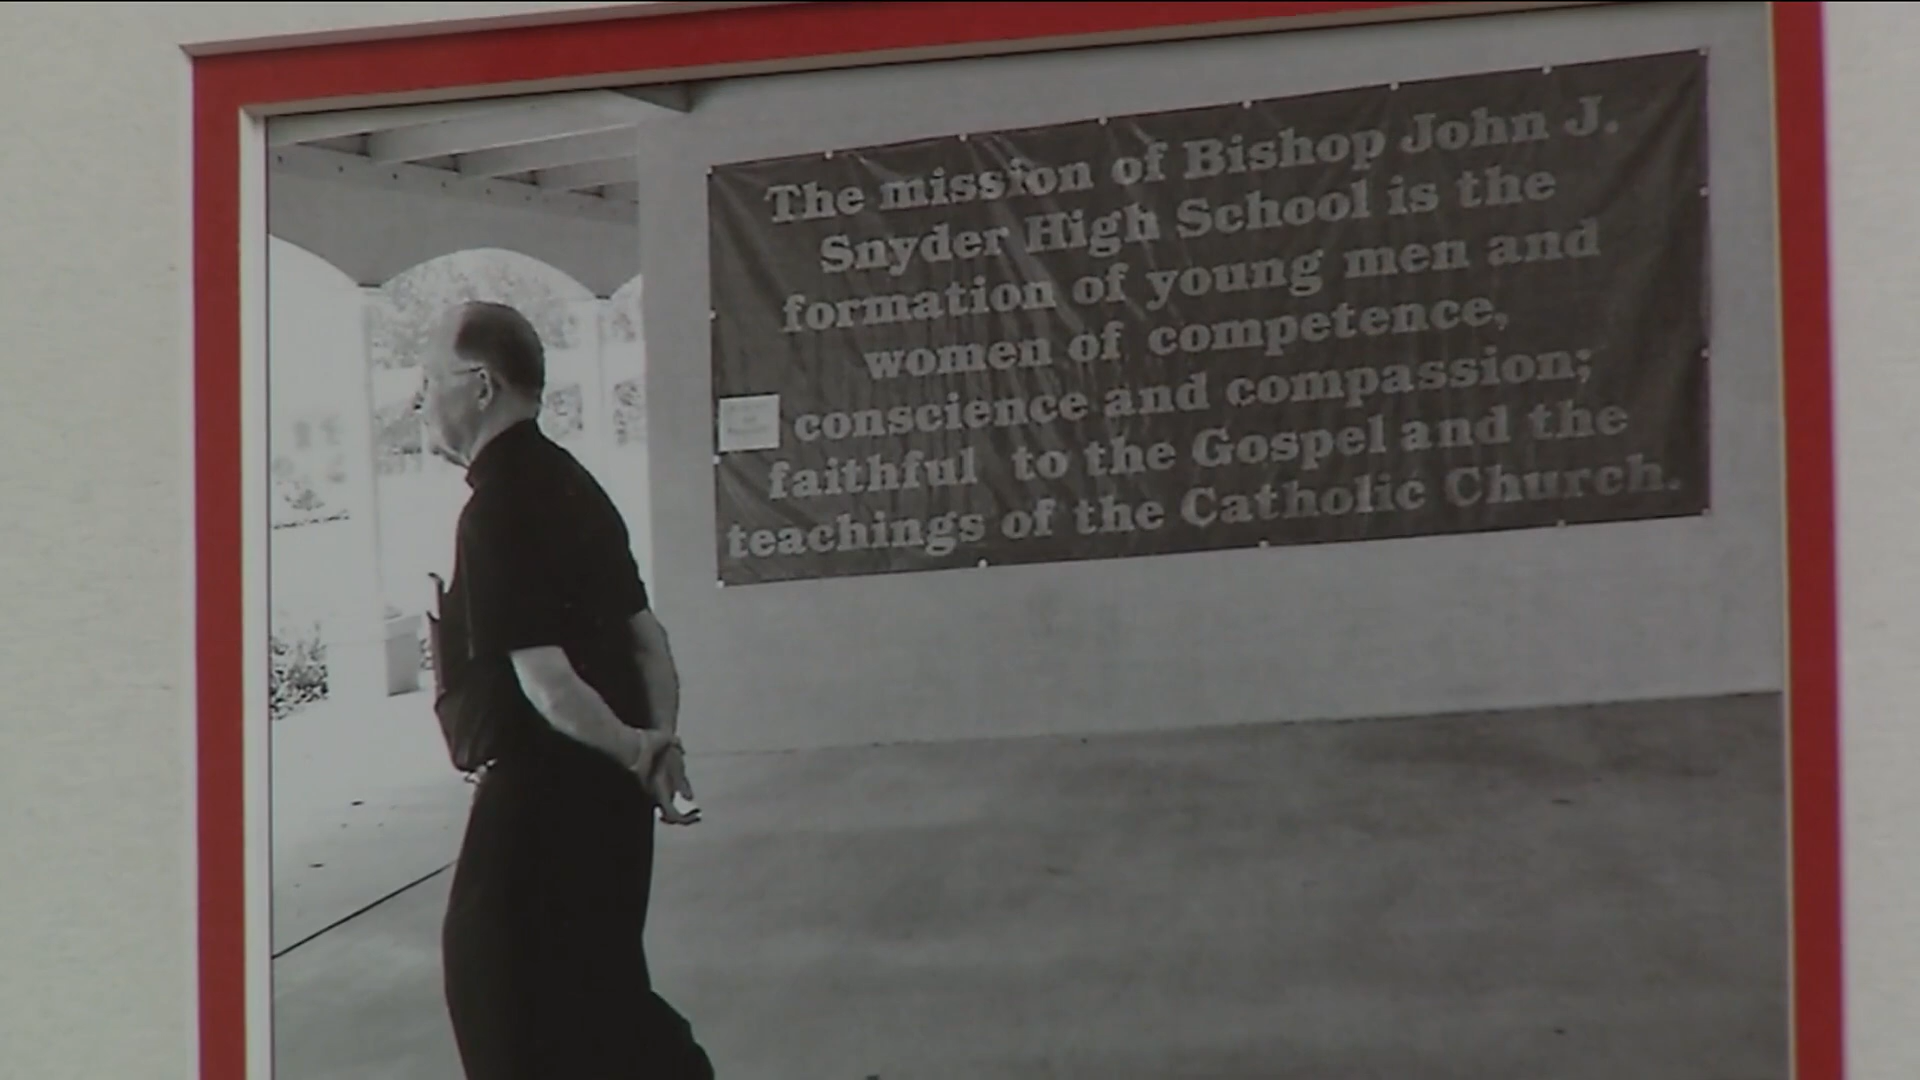 The mission of Bishop John J.
Snyder High School is the
formation of young men and
women of competence,
conscience and compassion;
faithful to the Gospel and the
teachings of the Catholic Church.